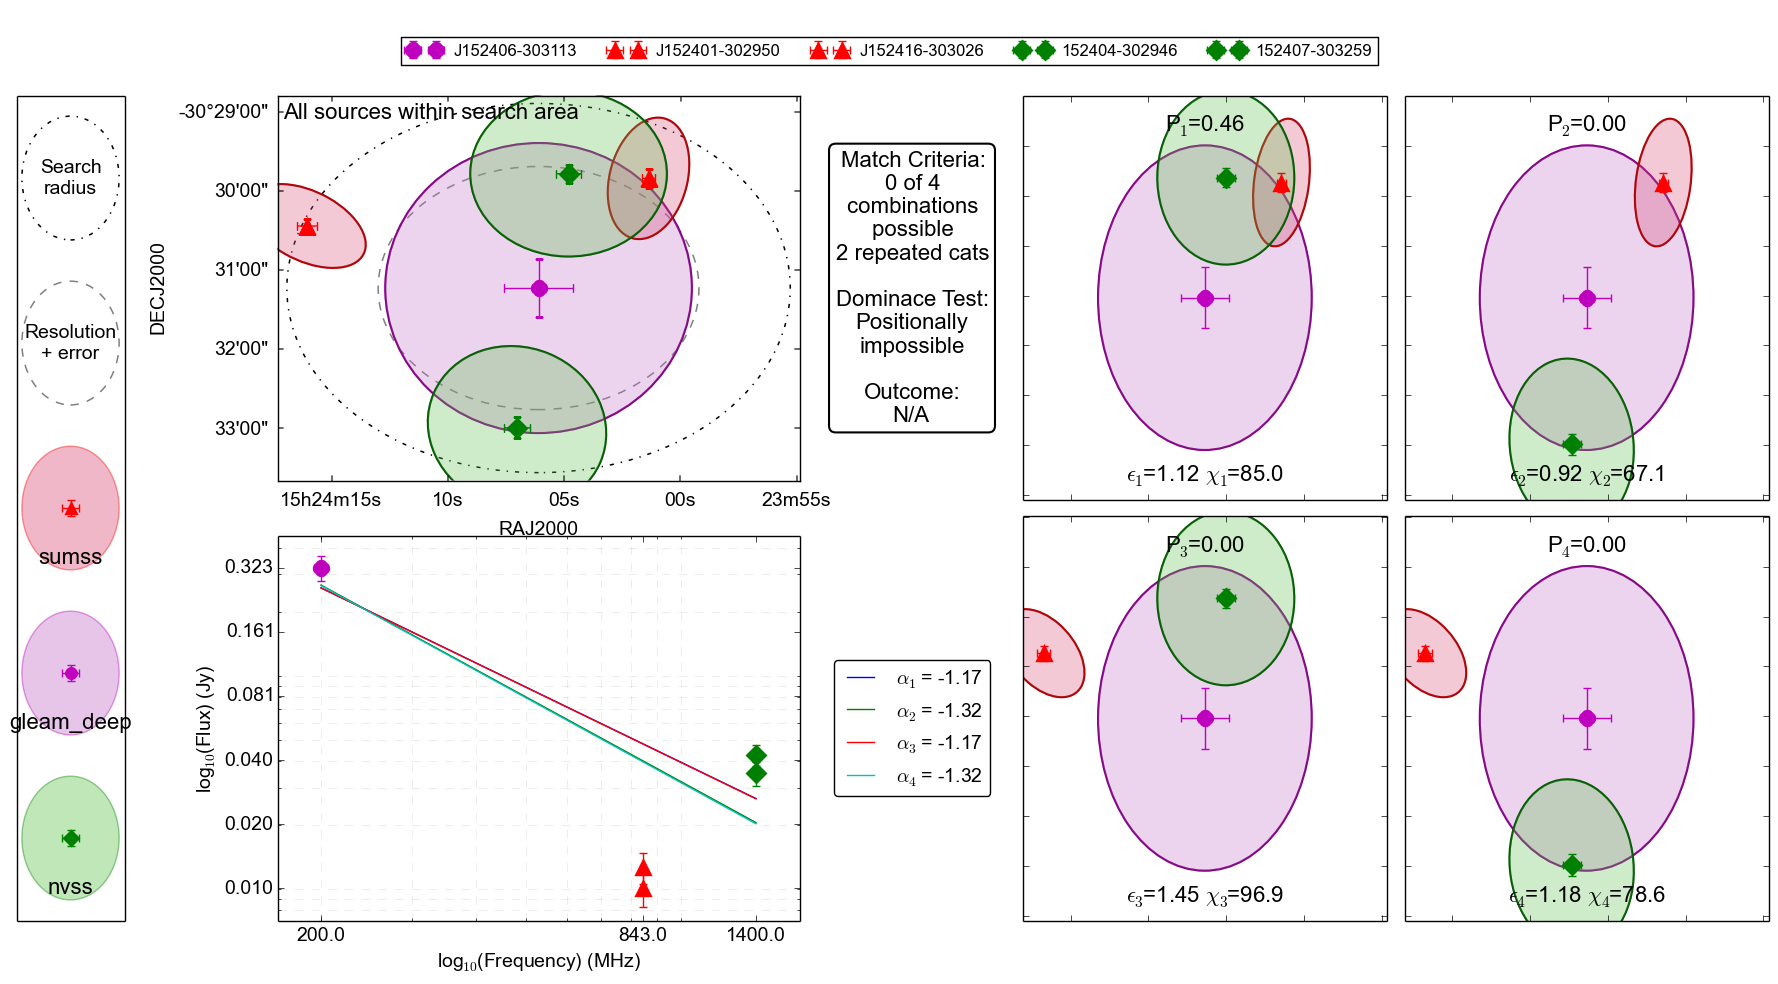 J152406-303113 J152401-302950 J152416-303026 152404-302946 152407-303259
Search
radius
Resolution
+ error
sumss
gleam_deep
nvss
All sources within search area
-30°29'00"
30'00"
31'00"
32'00"
33'00"
DECJ2000
15h24m15s 10s 05s 00s 23m55s
RAJ2000
Match Criteria:
0 of 4
combinations
possible
2 repeated cats
Dominace Test:
Positionally
impossible
Outcome:
N/A
P1=0.46
ϵ1=1.12 χ1=85.0
P2=0.00
ϵ2=0.92 χ2=67.1
P3=0.00
ϵ3=1.45 χ3=96.9
P4=0.00
ϵ4=1.18 χ4=78.6
0.323
0.161
0.081
0.040
0.020
0.010
log10(Flux) (Jy)
200.0 843.0 1400.0
log10(Frequency) (MHz)
α1 = -1.17
α2 = -1.32
α3 = -1.17
α4 = -1.32